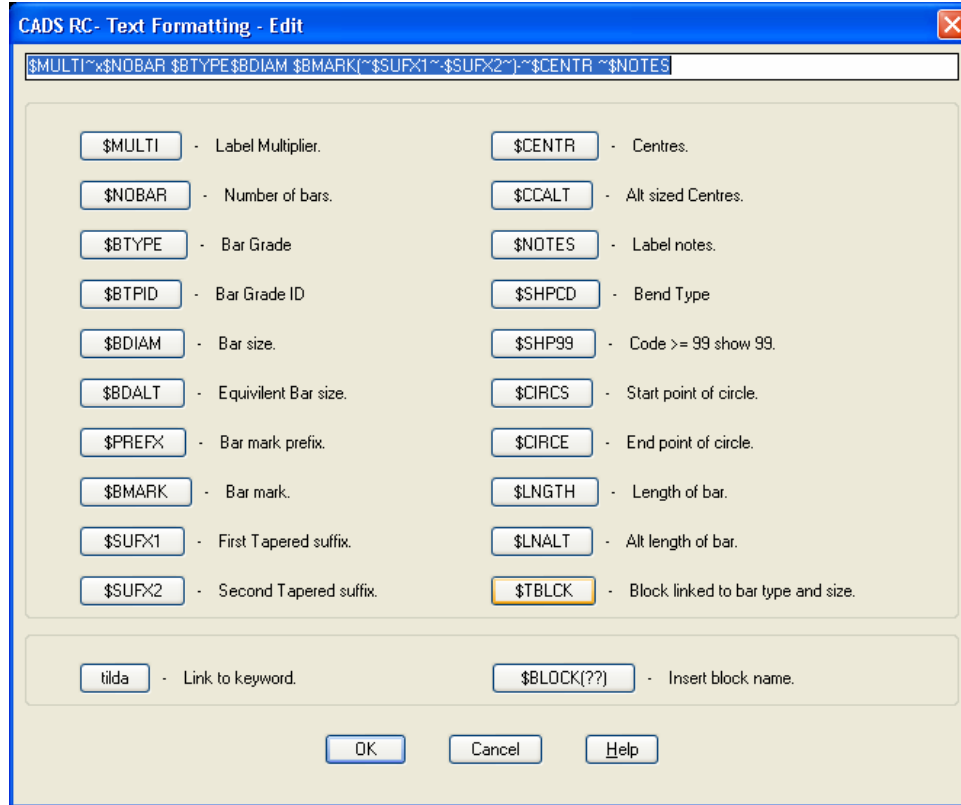 CADS RC- Text Formatting - Edit
$MULTI~x$NOBAR $BTYPE$BDIAM $BMARK(~$SUFX1~-$SUFX2~)-~$CENTR ~$NOTES
$MULTI - Label Multiplier.
$CENTR - Centres.
$NOBAR - Number of bars.
$CCALT - Alt sized Centres.
$BTYPE - Bar Grade
$NOTES - Label notes.
$BTPID - Bar Grade ID
$SHPCD - Bend Type
$BDIAM - Bar size.
$SHP99 - Code >= 99 show 99.
$BDALT - Equivilent Bar size.
$CIRCS - Start point of circle.
$PREFX - Bar mark prefix.
$CIRCE - End point of circle.
$BMARK - Bar mark.
$LNGTH - Length of bar.
$SUFX1 - First Tapered suffix.
$LNALT - Alt length of bar.
$SUFX2 - Second Tapered suffix.
$TBLCK - Block linked to bar type and size.
tilda - Link to keyword.
$BLOCK(??) - Insert block name.
OK Cancel Help